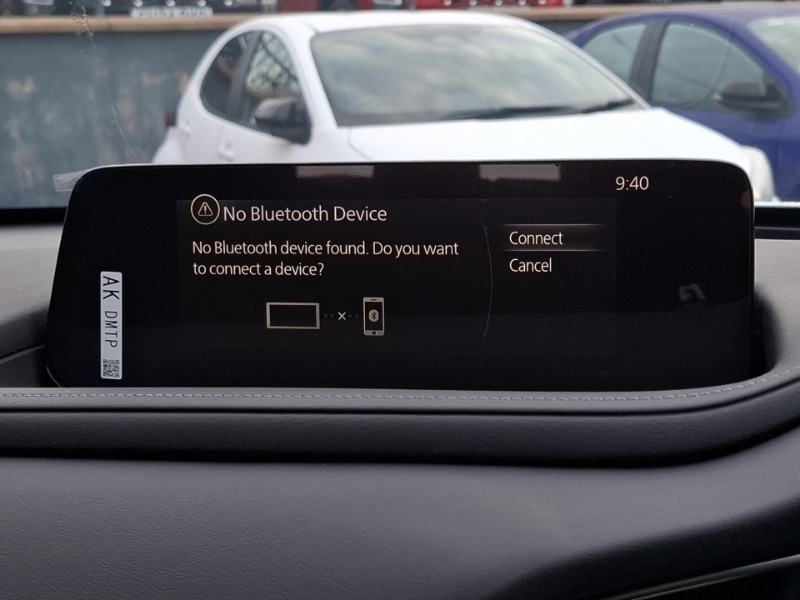 9:40
No Bluetooth Device
No Bluetooth device found. Do you want
to connect a device?
Connect
Cancel
AK DMTP